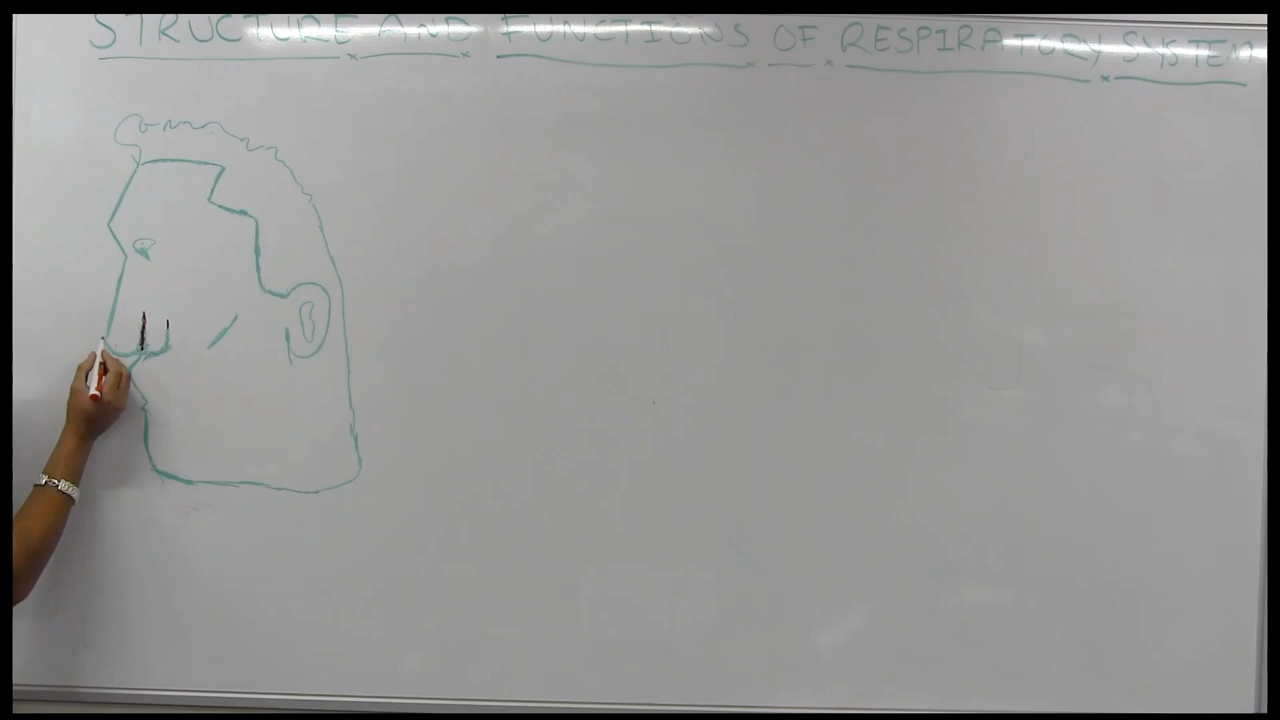 STRUCTURE AND FUNCTIONS OF RESPIRATORY SYSTEM